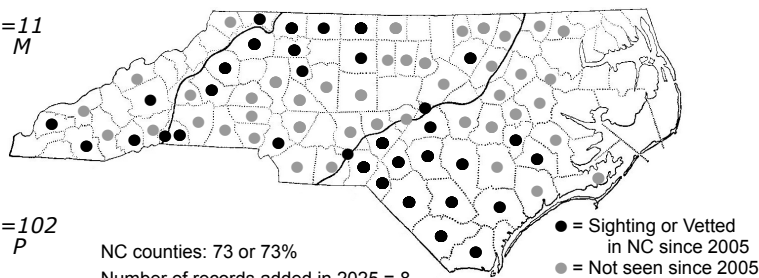 =11
M
=102
P
NC counties: 73 or 73%
Number of records added in 2025 = 8
● = Sighting or Vetted
in NC since 2005
● = Not seen since 2005